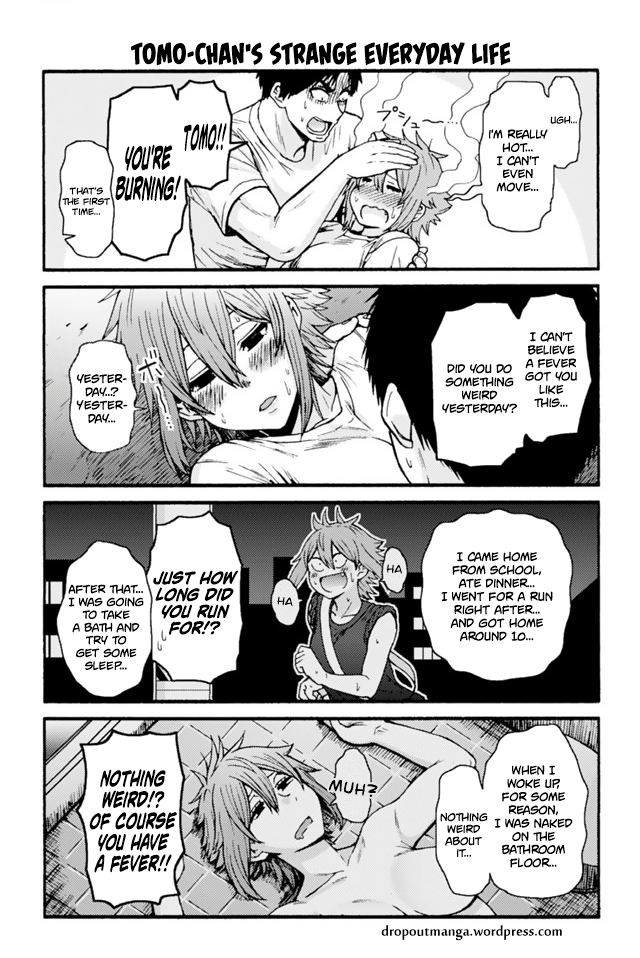 TOMO-CHAN'S STRANGE EVERYDAY LIFE
UGH...
I'M REALLY
HOT...
I CAN'T
EVEN
MOVE...
プシュー
TOMO!!
YOU'RE
BURNING!
THAT'S
THE FIRST
TIME...
I CAN'T
BELIEVE
A FEVER
GOT YOU
LIKE
THIS...
DID YOU DO
SOMETHING
WEIRD
YESTERDAY?
YESTER-
DAY..?
YESTER-
DAY...
I CAME HOME
FROM SCHOOL,
ATE DINNER...
I WENT FOR A RUN
RIGHT AFTER...
AND GOT HOME
AROUND 10...
HA
HA
JUST HOW
LONG DID
YOU RUN
FOR!?
AFTER THAT...
I WAS GOING
TO TAKE
A BATH AND
TRY TO
GET SOME
SLEEP...
WHEN I
WOKE UP,
FOR SOME
REASON,
I WAS NAKED
ON THE
BATHROOM
FLOOR...
NOTHING
WEIRD
ABOUT
IT...
MUH?
NOTHING
WEIRD!?
OF COURSE
YOU HAVE
A FEVER!!
dropoutmanga.wordpress.com